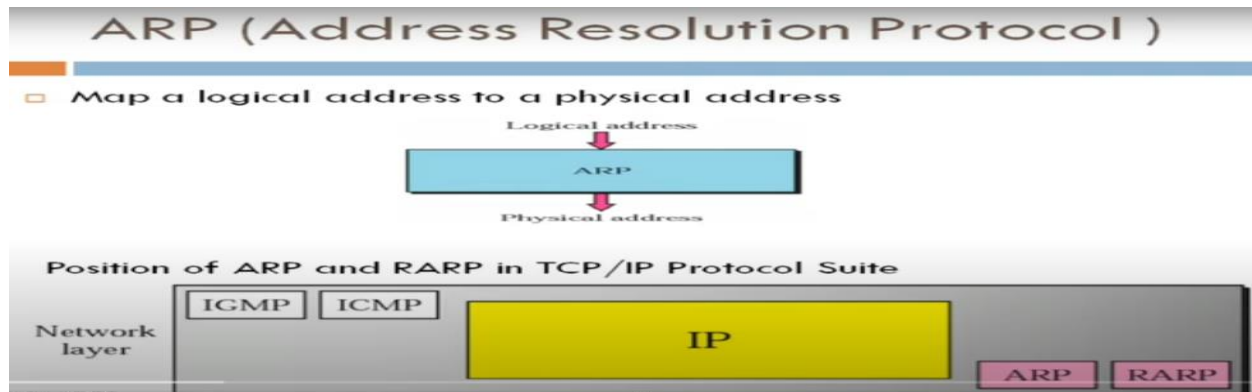 ARP (Address Resolution Protocol )
Map a logical address to a physical address
Logical address
ARP
Physical address
Position of ARP and RARP in TCP/IP Protocol Suite
IGMP ICMP
Network
layer
IP
ARP RARP